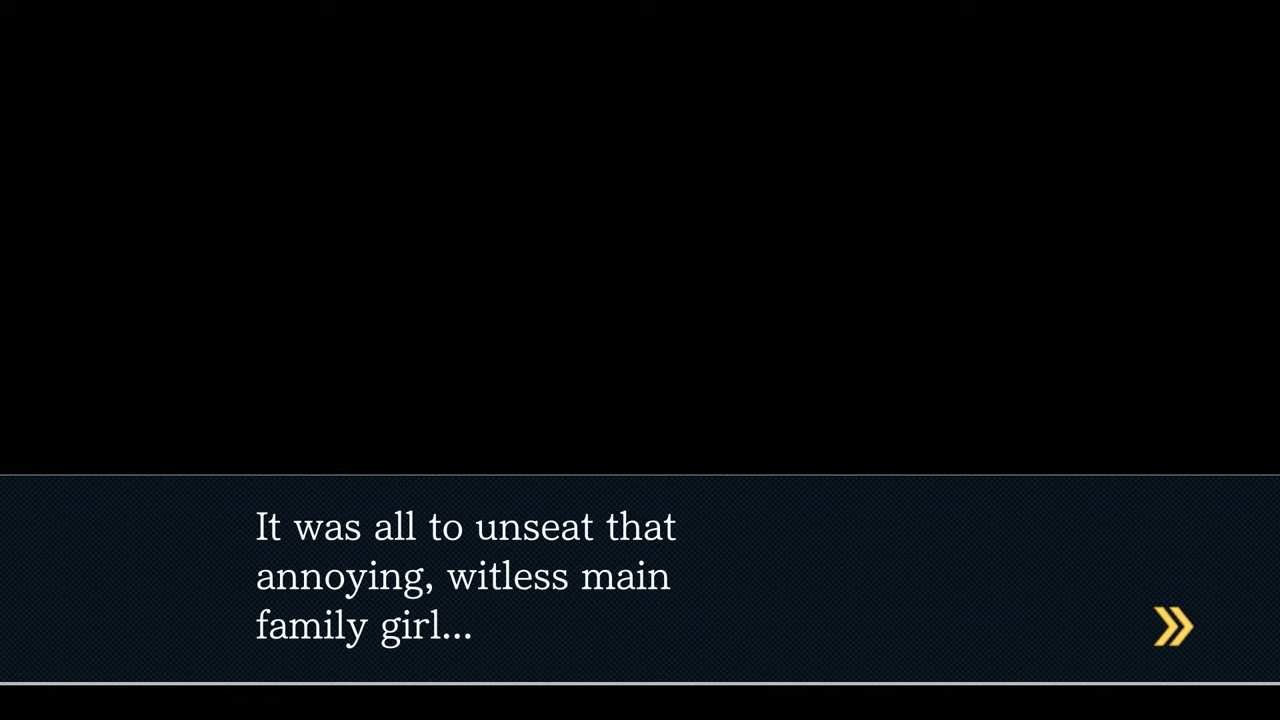 It was all to unseat that
annoying, witless main
family girl...